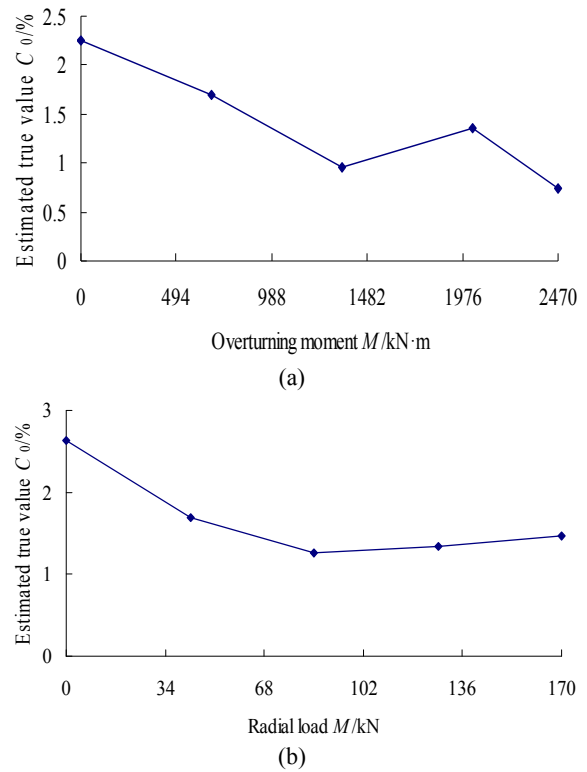 Estimated true value C 0/%
2.5
2
1.5
1
0.5
0
0 494 988 1482 1976 2470
Overturning moment M /kN·m
(a)
Estimated true value C 0/%
3
2
1
0
0 34 68 102 136 170
Radial load M /kN
(b)